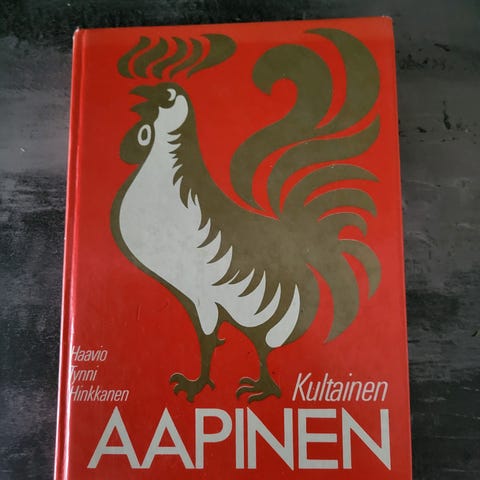 Haavio
Tynni
Hinkkanen
Kultainen
AAPINEN